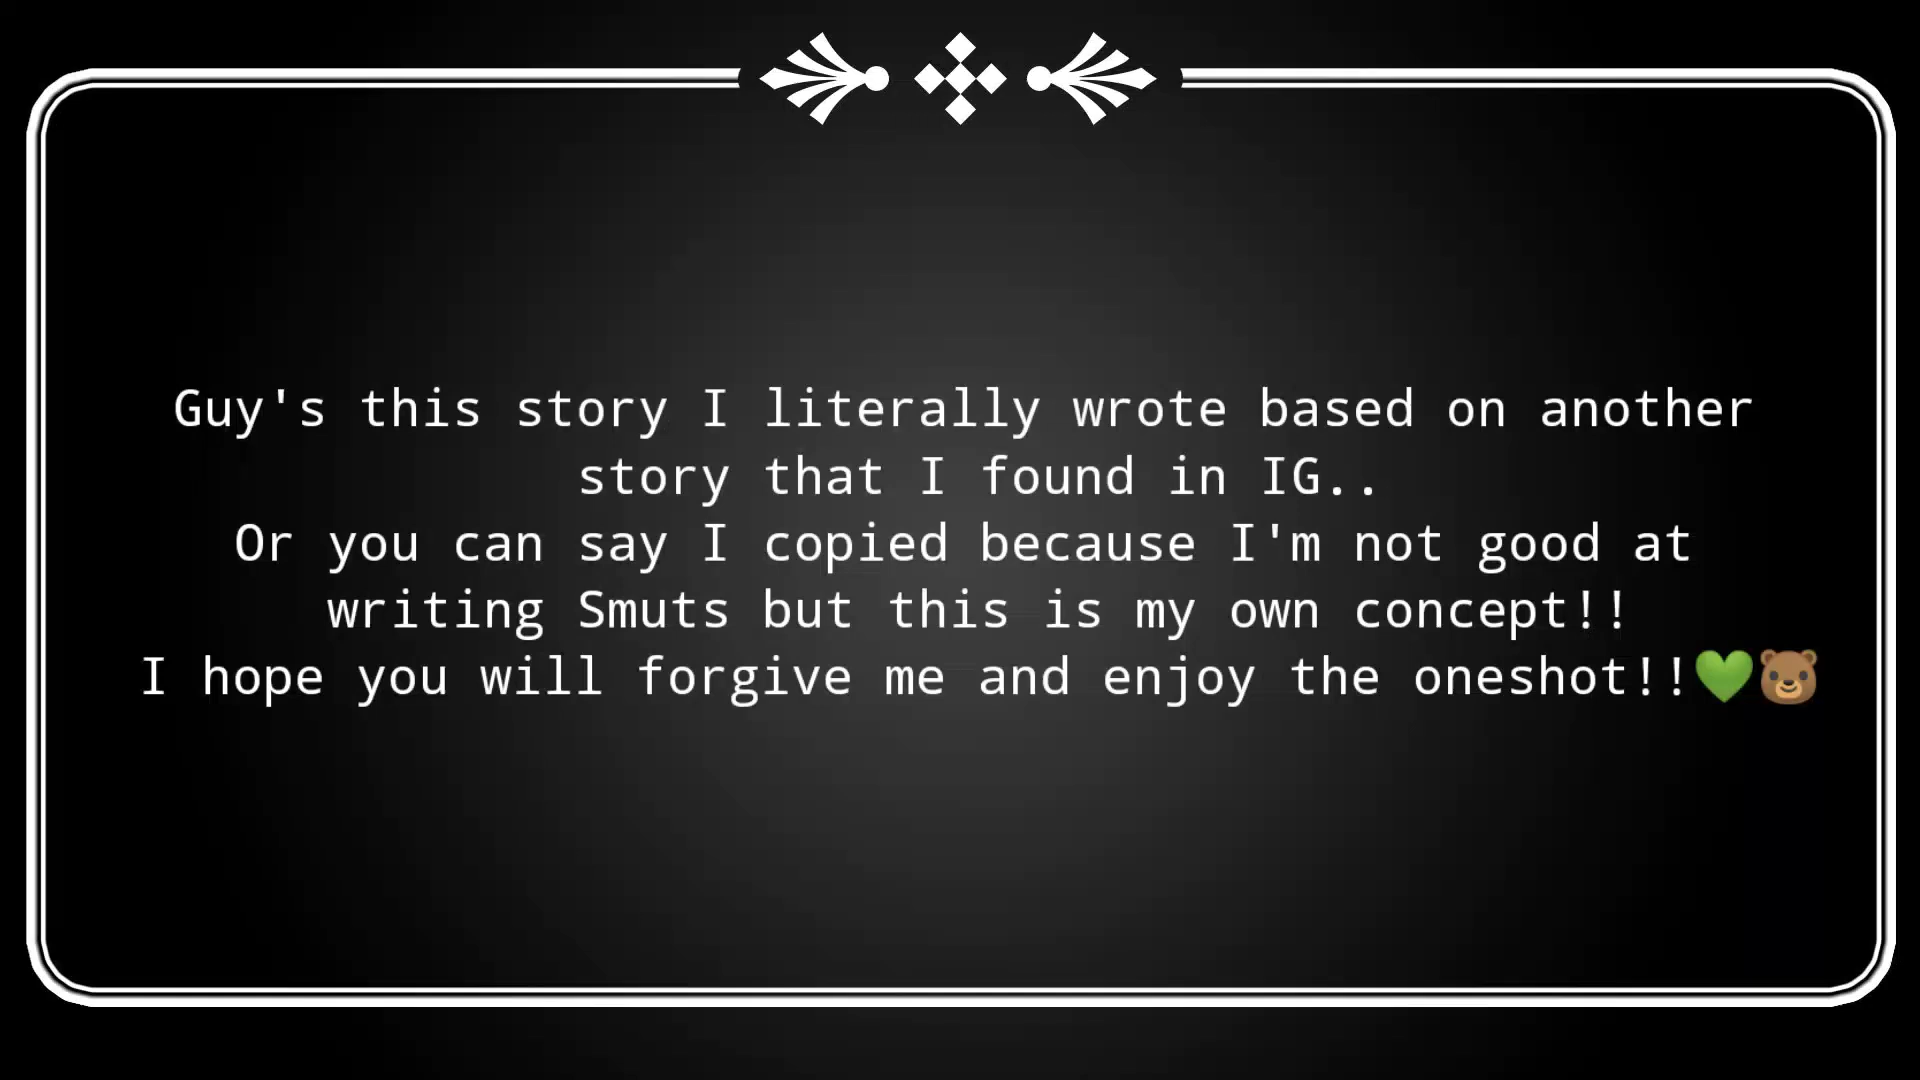 Guy's this story I literally wrote based on another
story that I found in IG..
Or you can say I copied because I'm not good at
writing Smuts but this is my own concept!!
I hope you will forgive me and enjoy the oneshot!!💚🐻